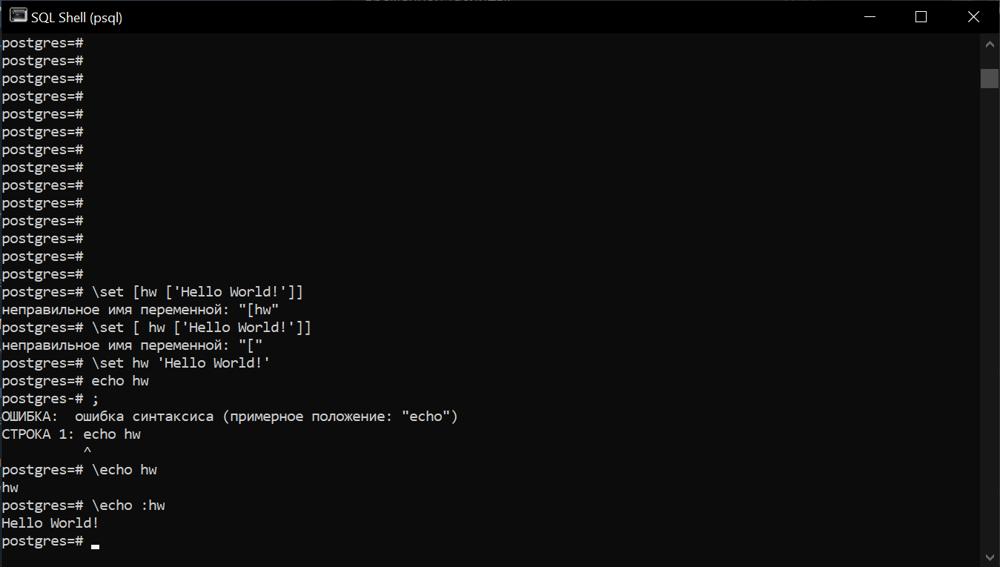 SQL Shell (psql)
postgres=#
postgres=#
postgres=#
postgres=#
postgres=#
postgres=#
postgres=#
postgres=#
postgres=#
postgres=#
postgres=#
postgres=#
postgres=#
postgres=#
postgres=# \set [hw ['Hello World!']]
неправильное имя переменной: "[hw"
postgres=# \set [ hw ['Hello World!']]
неправильное имя переменной: "["
postgres=# \set hw 'Hello World!'
postgres=# echo hw
postgres-# ;
ОШИБКА:  ошибка синтаксиса (примерное положение: "echo")
СТРОКА 1: echo hw
          ^
postgres=# \echo hw
hw
postgres=# \echo :hw
Hello World!
postgres=#